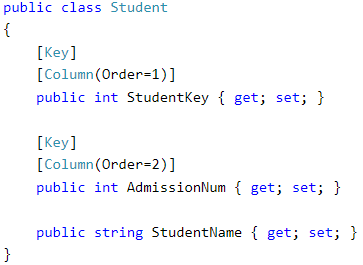 public class Student
{
[Key]
[Column(Order=1)]
public int StudentKey { get; set; }
[Key]
[Column(Order=2)]
public int AdmissionNum { get; set; }
public string StudentName { get; set; }
}